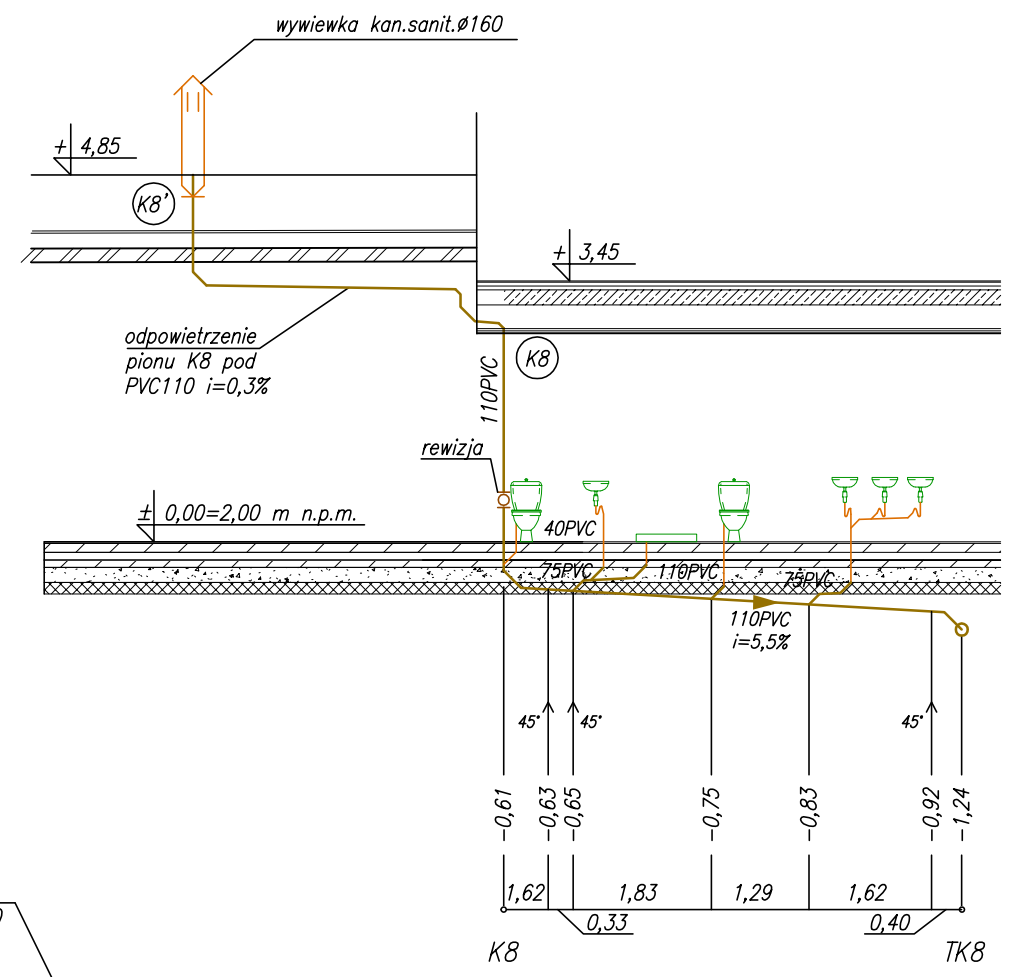 wywiewka kan.sanit.ø160
+ 4,85
K8'
+ 3,45
odpowietrzenie
pionu K8 pod
PVC110 i=0,3%
K8
110PVC
rewizja
± 0,00=2,00 m n.p.m.
40PVC
75PVC
110PVC
75PVC
110PVC
i=5,5%
45°
45°
45°
-0,61
-0,63
-0,65
-0,75
-0,83
-0,92
-1,24
1,62
1,83
1,29
1,62
0,33
0,40
K8
TK8